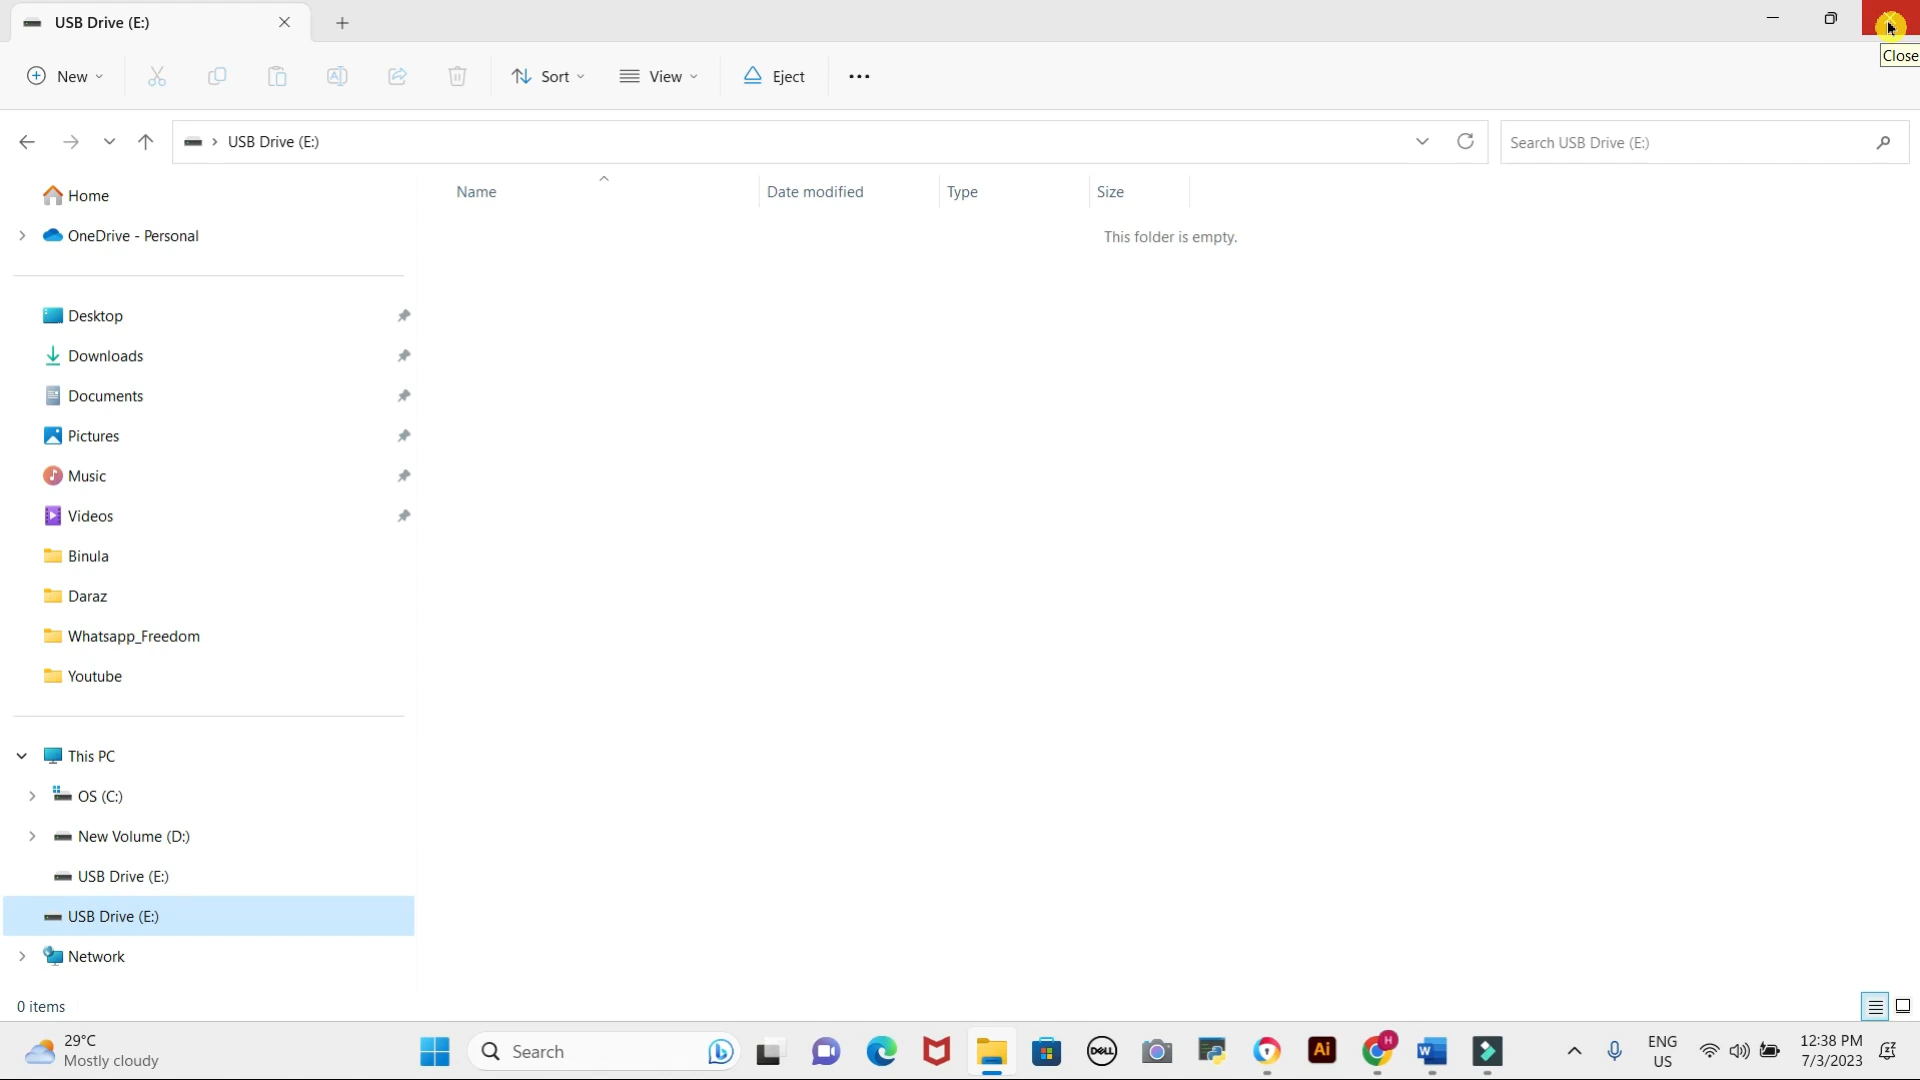 USB Drive (E:)
Close
New
Sort
View
Eject
USB Drive (E:)
Search USB Drive (E:)
Name
Date modified
Type
Size
This folder is empty.
Home
OneDrive - Personal
Desktop
Downloads
Documents
Pictures
Music
Videos
Binula
Daraz
Whatsapp_Freedom
Youtube
This PC
OS (C:)
New Volume (D:)
USB Drive (E:)
USB Drive (E:)
Network
0 items
29°C
Mostly cloudy
Search
DELL
Ai
H
W
ENG
US
12:38 PM
7/3/2023